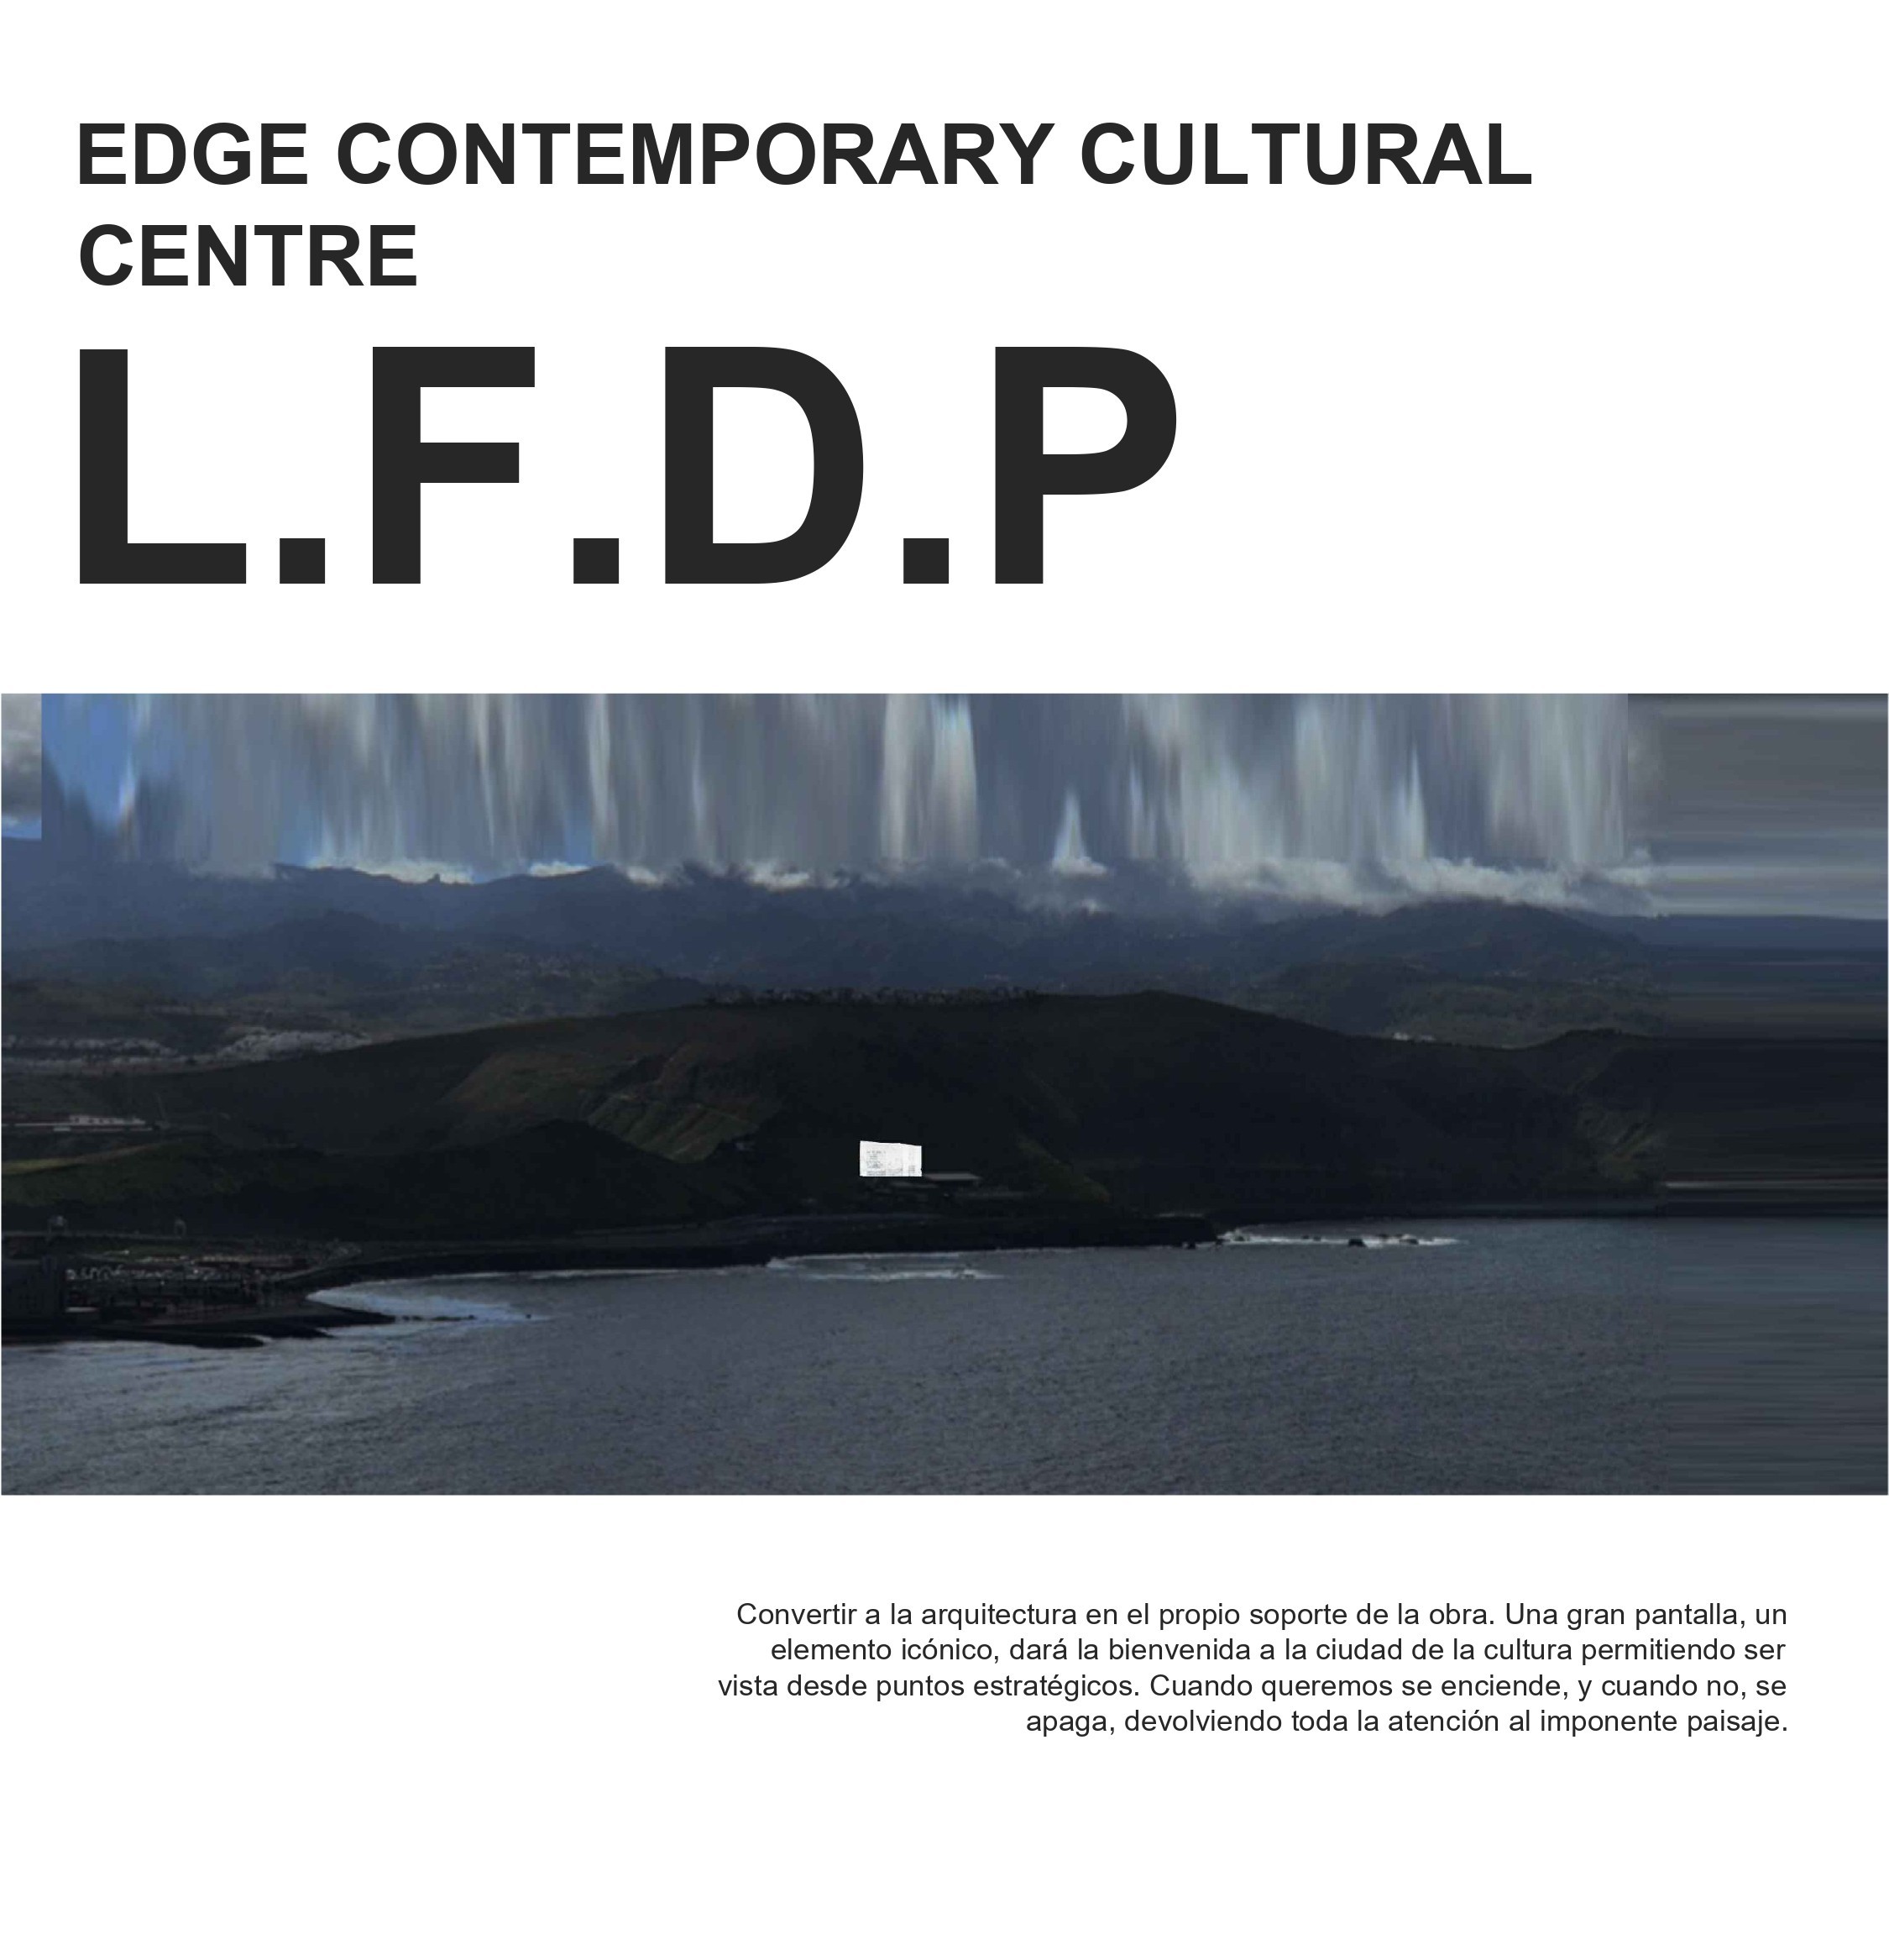 EDGE CONTEMPORARY CULTURAL
CENTRE
L.F.D.P
Convertir a la arquitectura en el propio soporte de la obra. Una gran pantalla, un
elemento icónico, dará la bienvenida a la ciudad de la cultura permitiendo ser
vista desde puntos estratégicos. Cuando queremos se enciende, y cuando no, se
apaga, devolviendo toda la atención al imponente paisaje.